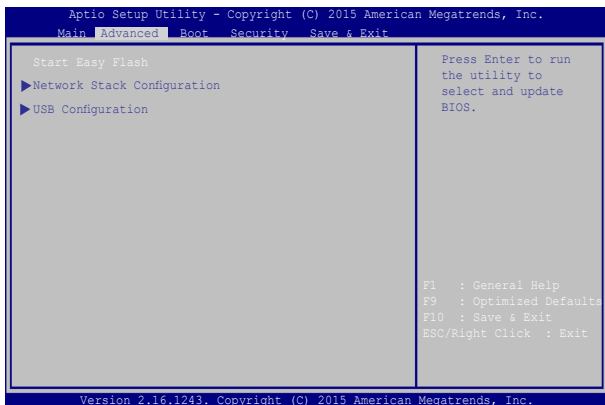 Aptio Setup Utility - Copyright (C) 2015 American Megatrends, Inc.
Main Advanced Boot Security Save & Exit
Start Easy Flash
Network Stack Configuration
USB Configuration
Press Enter to run
the utility to
select and update
BIOS.
F1 : General Help
F9 : Optimized Defaults
F10 : Save & Exit
ESC/Right Click : Exit
Version 2.16.1243. Copyright (C) 2015 American Megatrends, Inc.